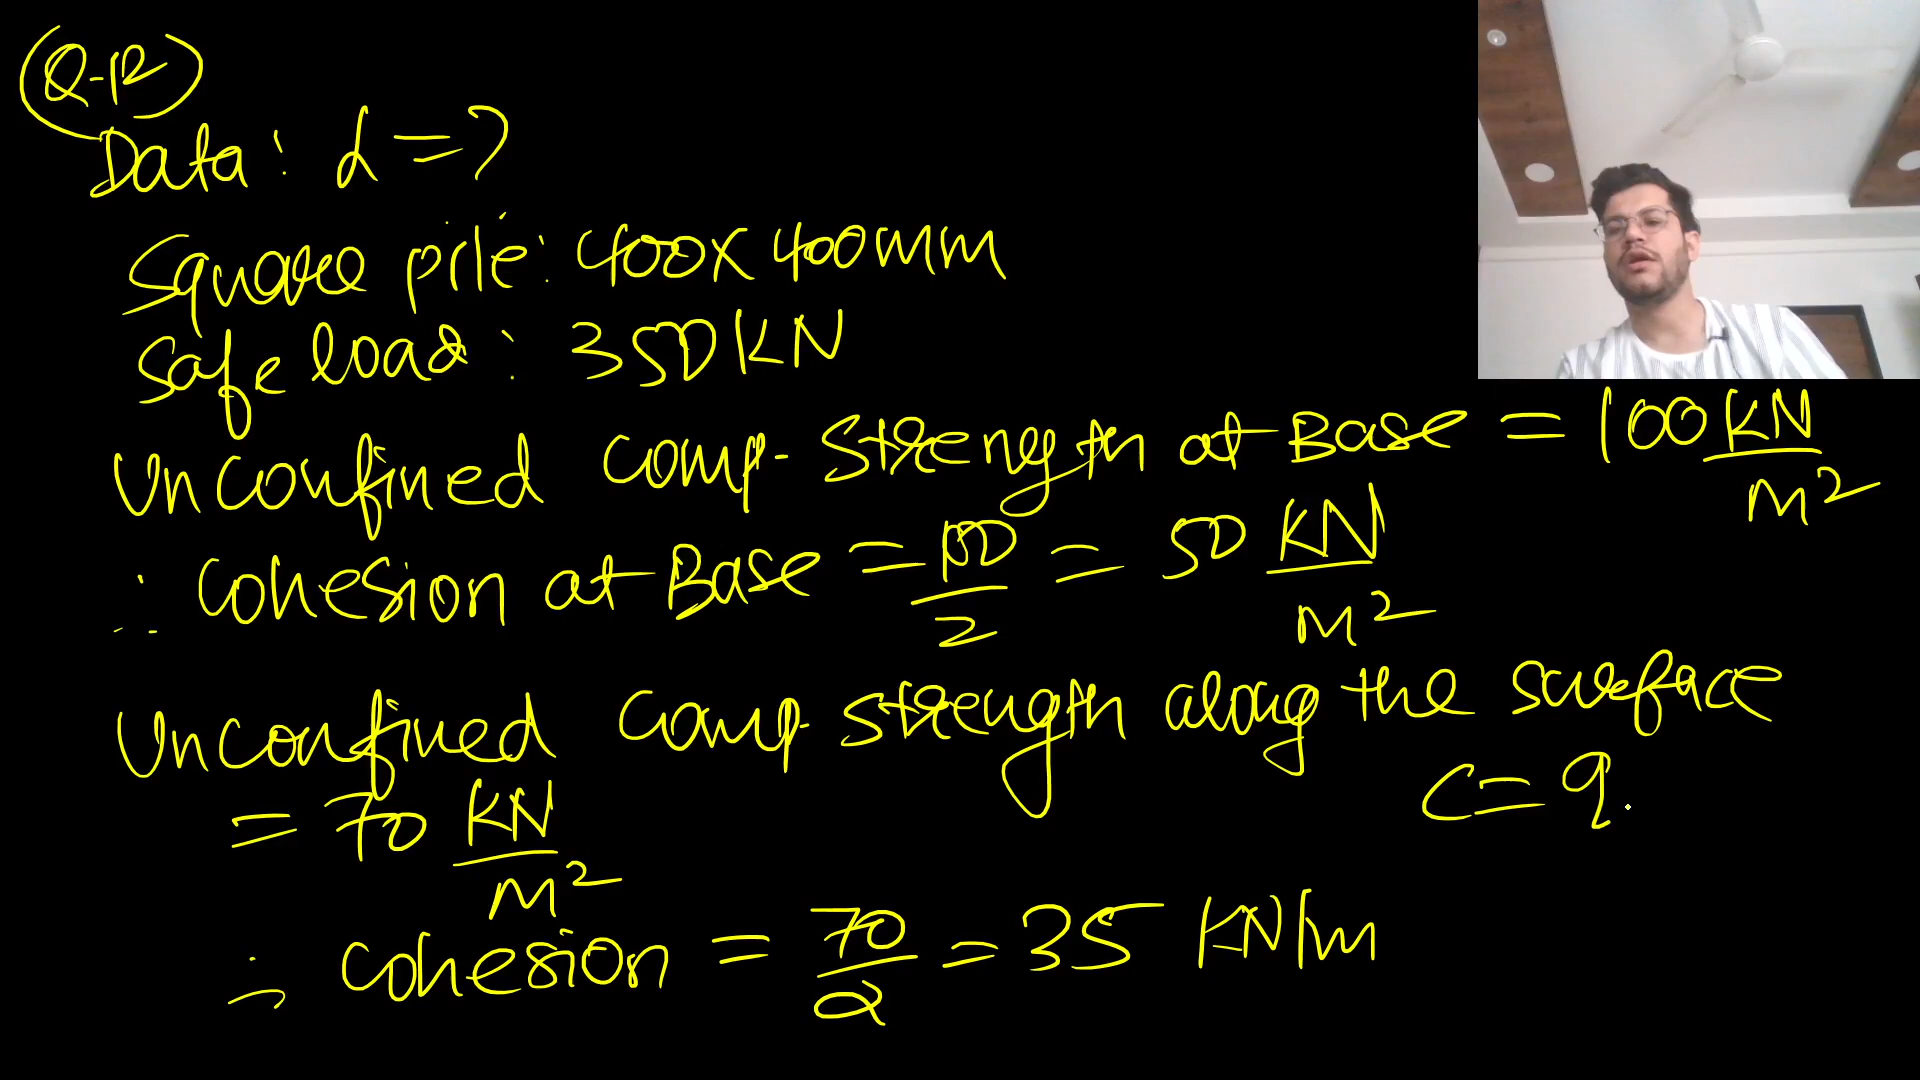 Q-12
Data: L = ?
Square pile: 400 x 400mm
Safe load: 350 KN
Unconfined comp. strength at Base = 100 KN/m²
∴ Cohesion at Base = 100/2 = 50 KN/m²
Unconfined comp. strength along the surface
= 70 KN/m²
C = q
∴ Cohesion = 70/2 = 35 KN/m